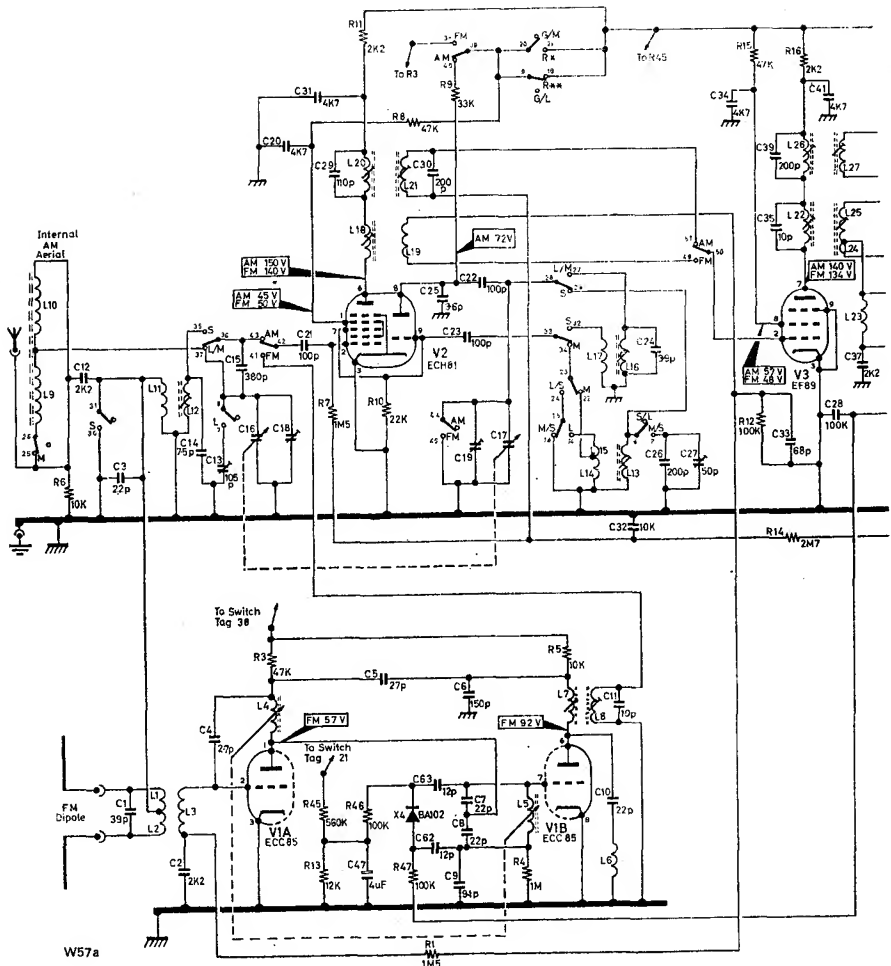 R11
2K2
FM
AM
To R3
R9
33K
G/M
R*
R**
G/L
To R45
R15
47K
R16
2K2
C31
4K7
C20
4K7
R8
47K
C34
4K7
C41
4K7
C29
110p
L20
L21
C30
200
p
C39
200p
L26
L27
L18
L19
AM 72V
C35
10p
L22
L25
L24
Internal
AM
Aerial
L10
L9
AM 150 V
FM 140 V
AM 45 V
FM 50 V
AM
FM
AM 140 V
FM 134 V
AM 52 V
FM 48 V
L23
C37
2K2
C12
2K2
S
L/M
C15
380p
AM
FM
C21
100p
V2
ECH81
C25
C22
100p
C23
100p
L/M
S
S
M
L17
L16
C24
39p
V3
EF89
L11
L12
C14
75p
C13
105
p
C16
C18
R7
1M5
R10
22K
AM
FM
C19
C17
L/S
M
M/S
L
L15
L14
S/L
M/S
L13
C26
200p
C27
50p
R12
100K
C33
68p
C28
100K
M
R6
10K
S
C3
22p
C32
10K
R14
2M7
To Switch
Tag 38
R3
47K
C5
27p
C6
150p
R5
10K
L4
L7
L8
C11
10p
C4
27p
FM 57 V
FM 92 V
To Switch
Tag 21
FM
Dipole
C1
39p
L1
L2
L3
C2
2K2
V1A
ECC85
R45
560K
R46
100K
X4
BA102
C63
12p
C7
22p
C8
22p
C62
12p
L5
V1B
ECC85
C10
22p
L6
R13
12K
C47
4uF
R47
100K
C9
94p
R4
1M
W57a
R1
1M5